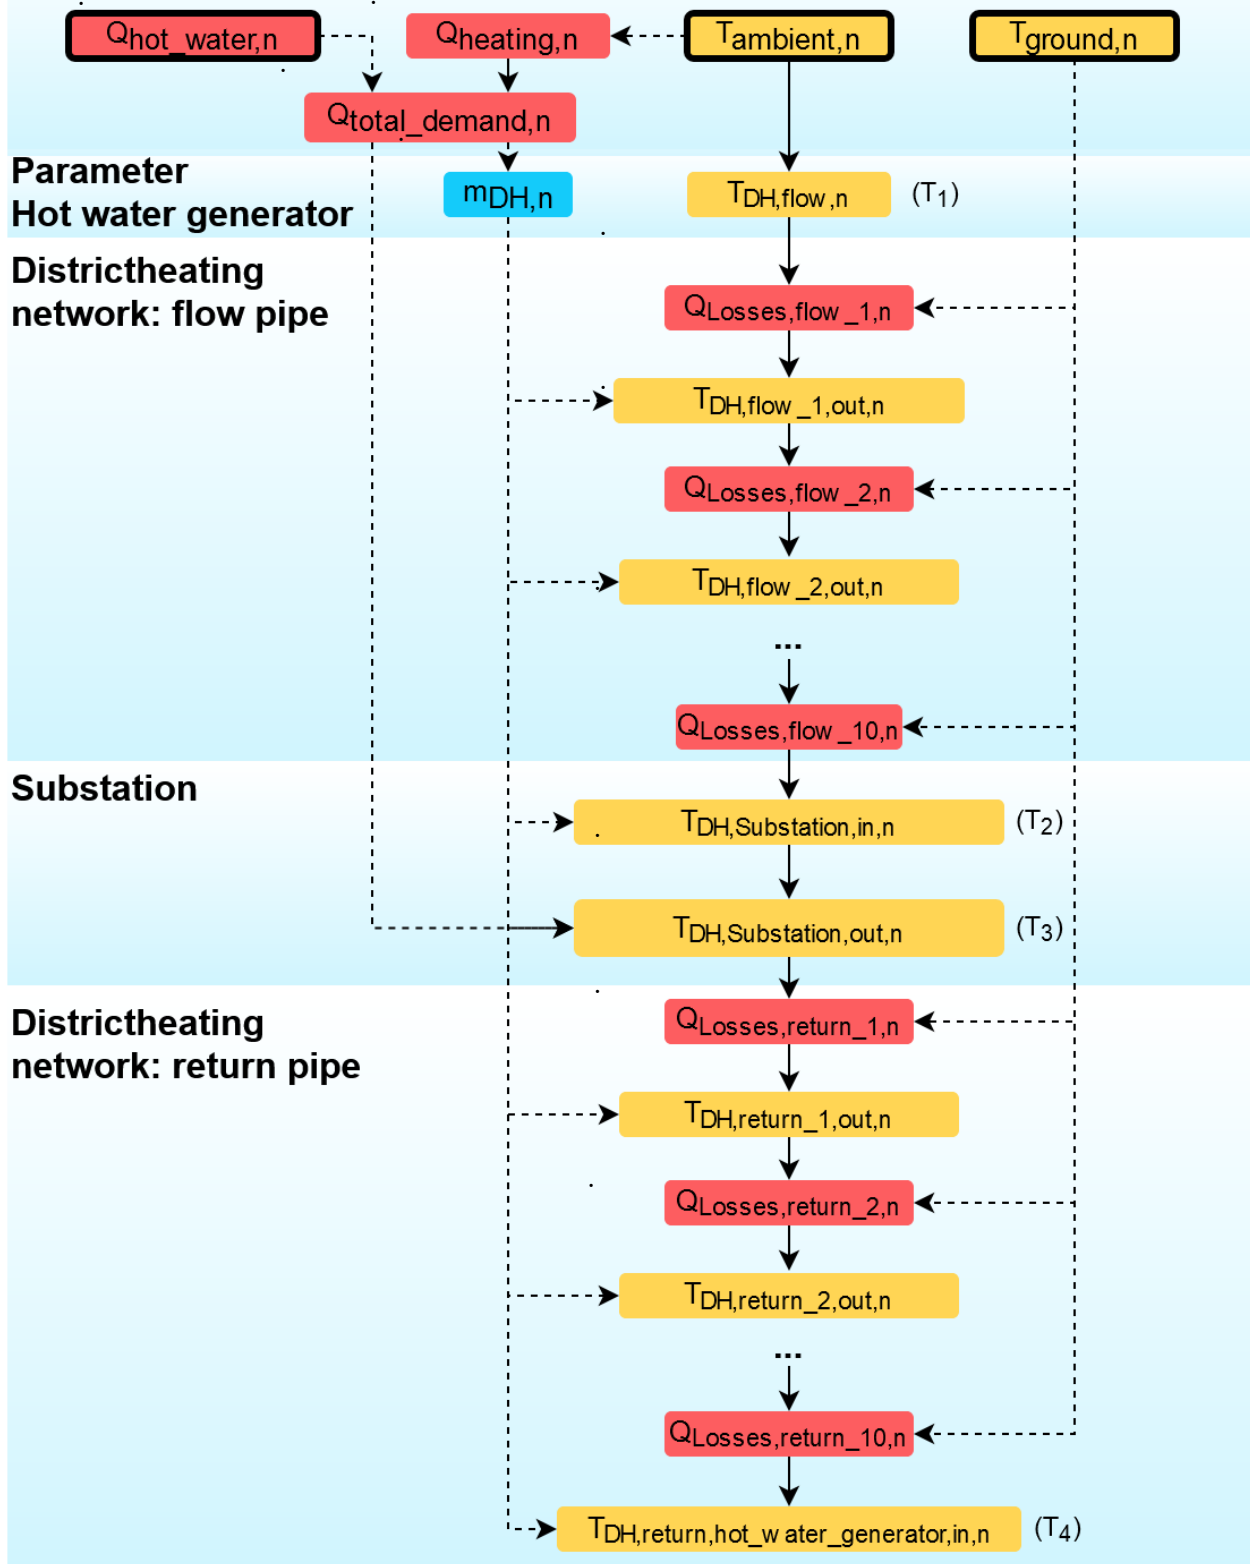 Qhot_water,n
Qheating,n
Tambient,n
Tground,n
Qtotal_demand,n
Parameter
Hot water generator
mDH,n
TDH,flow,n
(T1)
Districtheating
network: flow pipe
QLosses,flow_1,n
TDH,flow_1,out,n
QLosses,flow_2,n
TDH,flow_2,out,n
...
QLosses,flow_10,n
Substation
TDH,Substation,in,n
(T2)
TDH,Substation,out,n
(T3)
Districtheating
network: return pipe
QLosses,return_1,n
TDH,return_1,out,n
QLosses,return_2,n
TDH,return_2,out,n
...
QLosses,return_10,n
TDH,return,hot_water_generator,in,n
(T4)